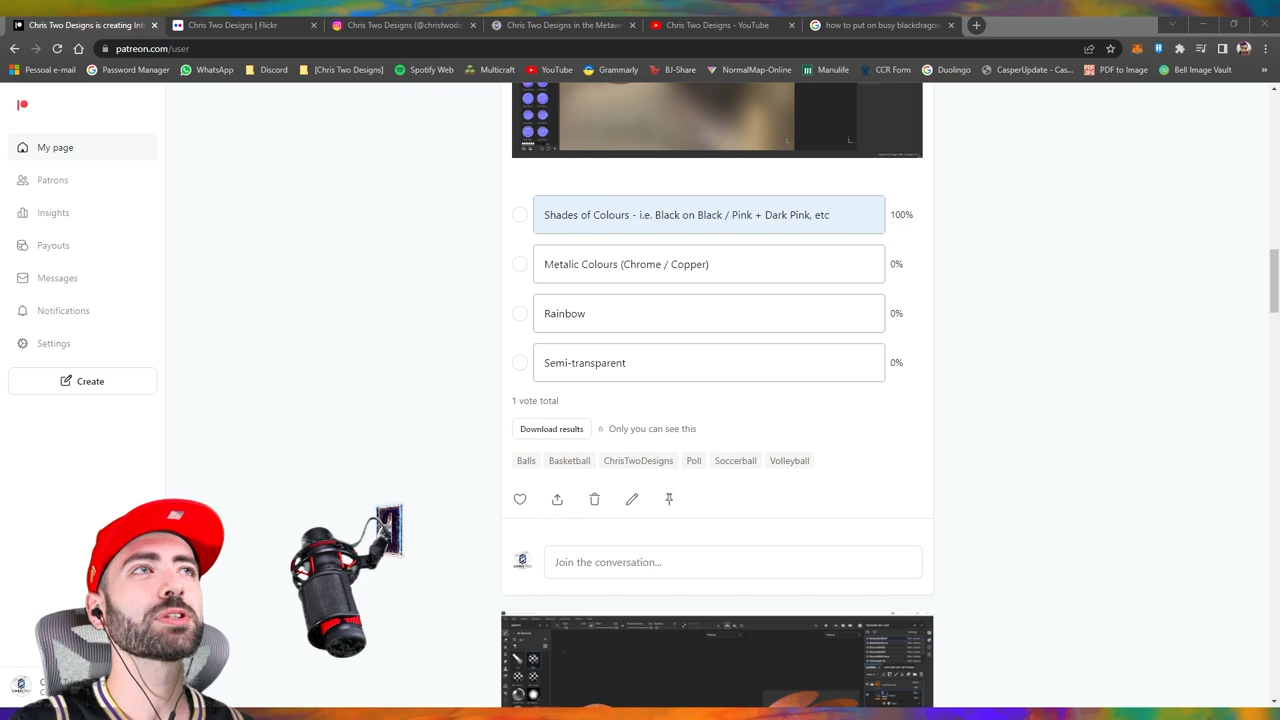 Chris Two Designs is creating Int
Chris Two Designs | Flickr
Chris Two Designs (@christwode
Chris Two Designs in the Metaw
Chris Two Designs - YouTube
how to put on busy blackdragon
patreon.com/user
Pessoal e-mail
Password Manager
WhatsApp
Discord
[Chris Two Designs]
Spotify Web
Multicraft
YouTube
Grammarly
BJ-Share
NormalMap-Online
Manulife
CCR Form
Duolingo
CasperUpdate - Cas...
PDF to Image
Bell Image Vault
My page
Patrons
Insights
Payouts
Messages
Notifications
Settings
Create
Shades of Colours - i.e. Black on Black / Pink + Dark Pink, etc
100%
Metalic Colours (Chrome / Copper)
0%
Rainbow
0%
Semi-transparent
0%
1 vote total
Download results
Only you can see this
Balls
Basketball
ChrisTwoDesigns
Poll
Soccerball
Volleyball
Join the conversation...